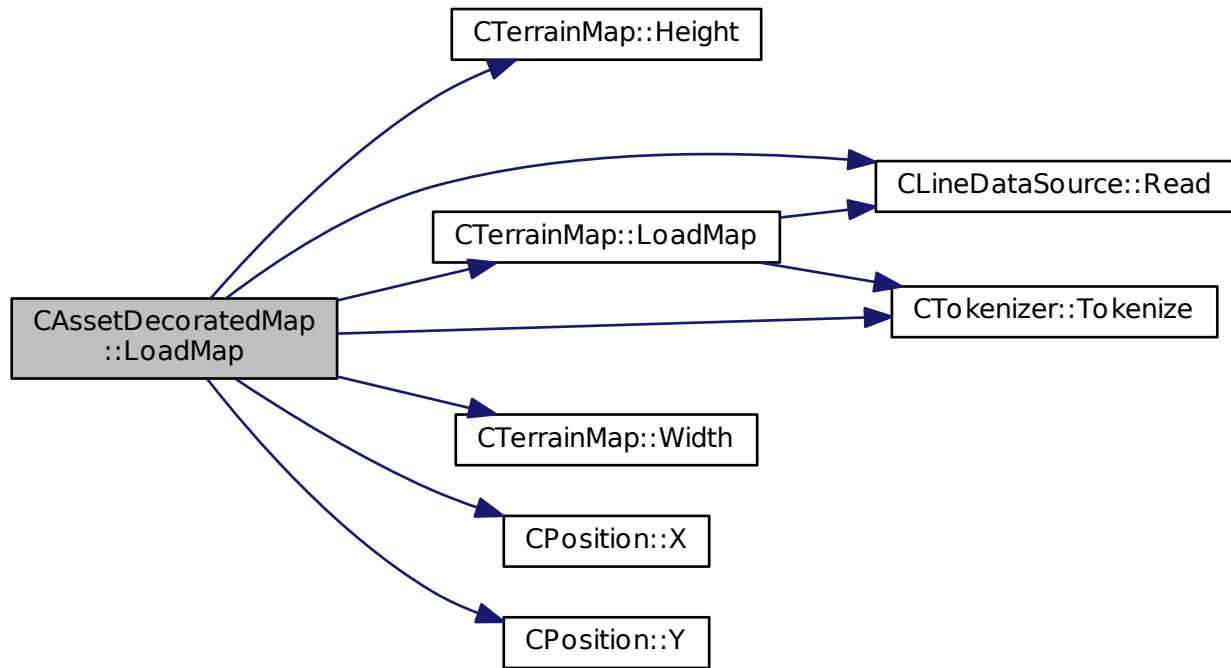 CTerrainMap::Height
CLineDataSource::Read
CTerrainMap::LoadMap
CAssetDecoratedMap
::LoadMap
CTokenizer::Tokenize
CTerrainMap::Width
CPosition::X
CPosition::Y